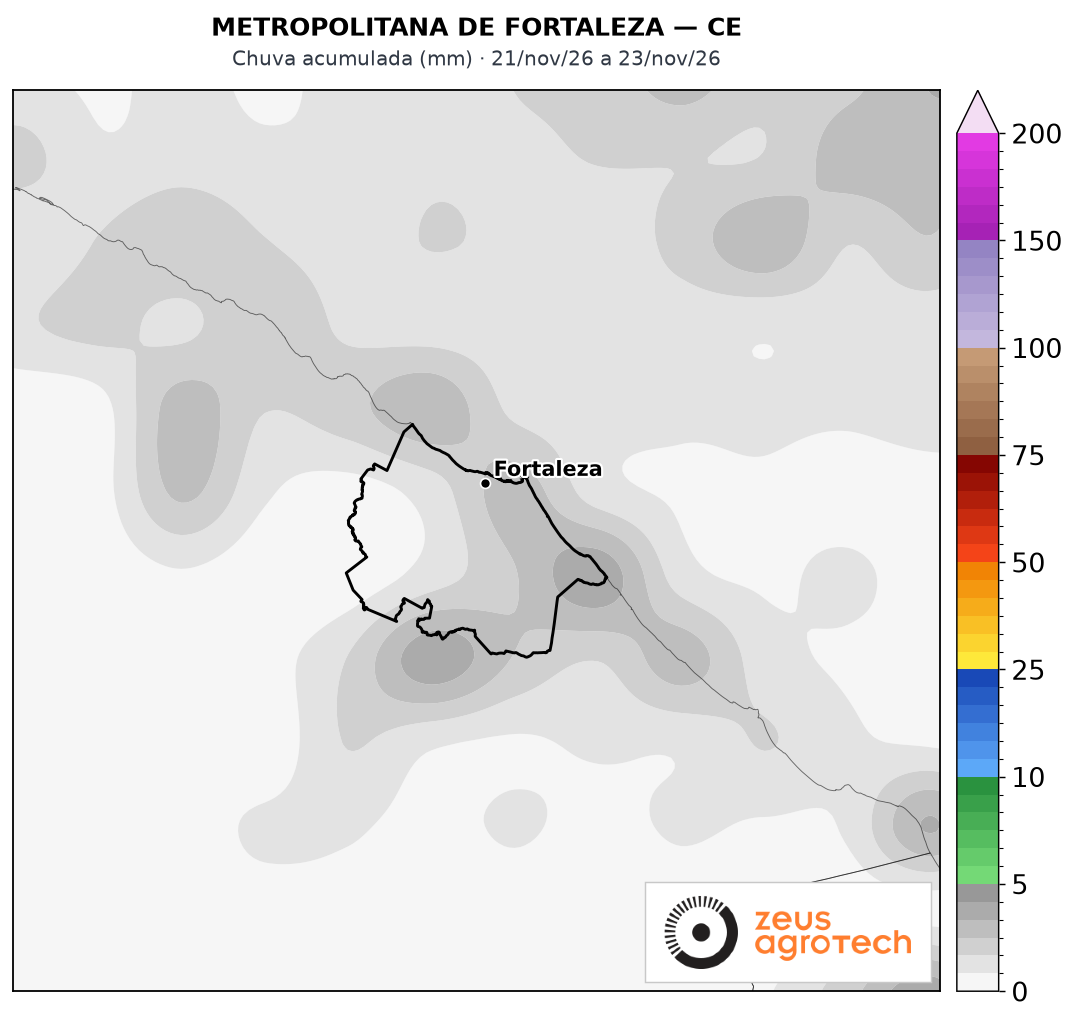 METROPOLITANA DE FORTALEZA — CE
Chuva acumulada (mm) · 21/nov/26 a 23/nov/26
200
150
100
75
50
25
10
5
0
Fortaleza
zeus
agrotech